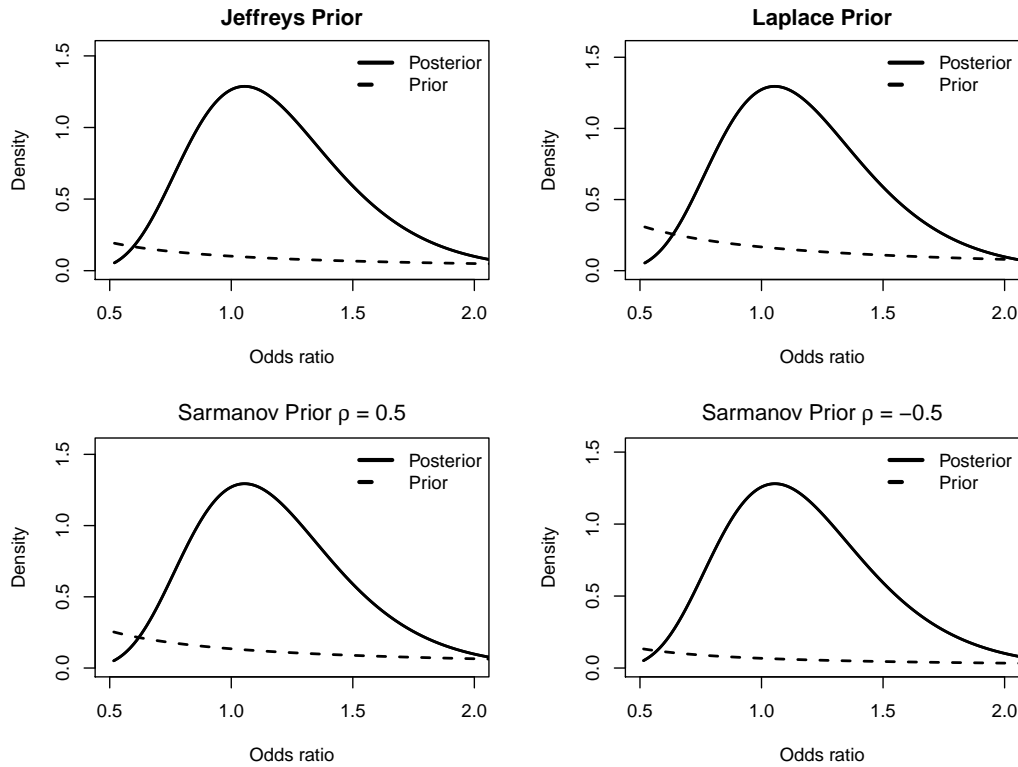 Jeffreys Prior
Density
1.5
1.0
0.5
0.0
Posterior
Prior
0.5 1.0 1.5 2.0
Odds ratio
Laplace Prior
Density
1.5
1.0
0.5
0.0
Posterior
Prior
0.5 1.0 1.5 2.0
Odds ratio
Sarmanov Prior ρ = 0.5
Density
1.5
1.0
0.5
0.0
Posterior
Prior
0.5 1.0 1.5 2.0
Odds ratio
Sarmanov Prior ρ = −0.5
Density
1.5
1.0
0.5
0.0
Posterior
Prior
0.5 1.0 1.5 2.0
Odds ratio